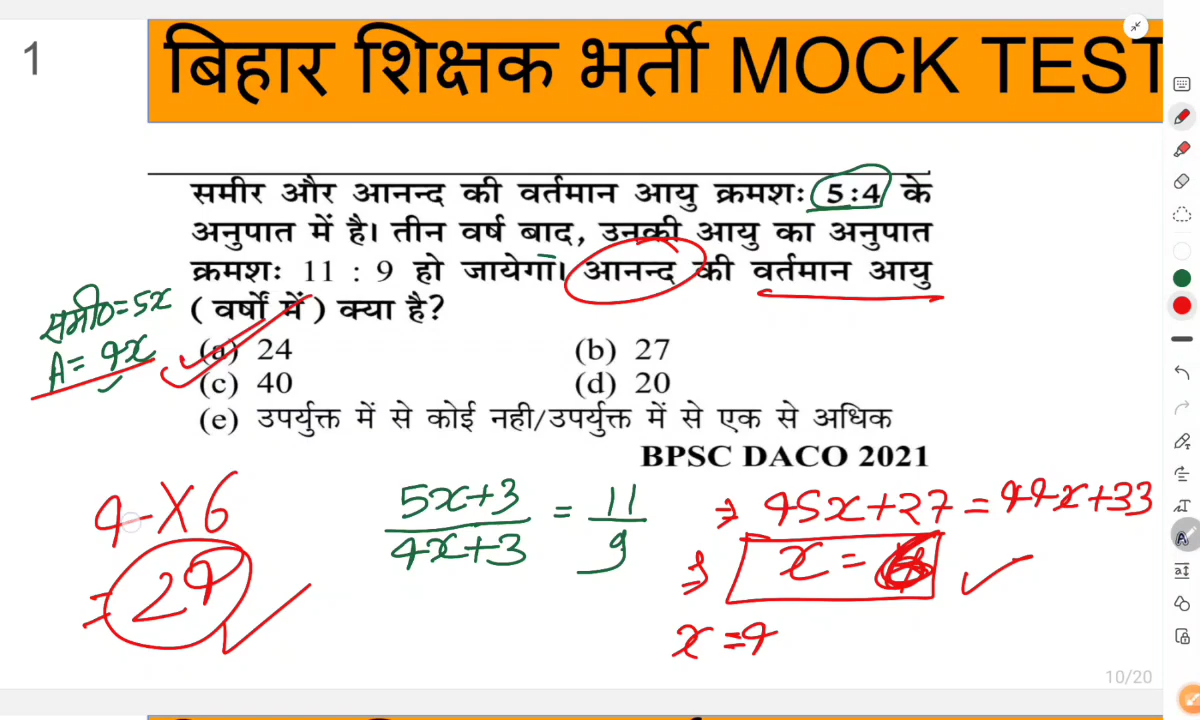 1
बिहार शिक्षक भर्ती MOCK TEST
समीर और आनन्द की वर्तमान आयु क्रमशः 5:4 के
अनुपात में है। तीन वर्ष बाद, उनकी आयु का अनुपात
क्रमशः 11 : 9 हो जायेगा। आनन्द की वर्तमान आयु
(वर्षों में) क्या है?
समीर = 5x
A = 4x
(a) 24 (b) 27
(c) 40 (d) 20
(e) उपर्युक्त में से कोई नही/उपर्युक्त में से एक से अधिक
BPSC DACO 2021
4 × 6
= 24
5x+3 / 4x+3 = 11 / 9
⇒ 45x+27 = 44x+33
⇒ x = 6
x = 4
10/20